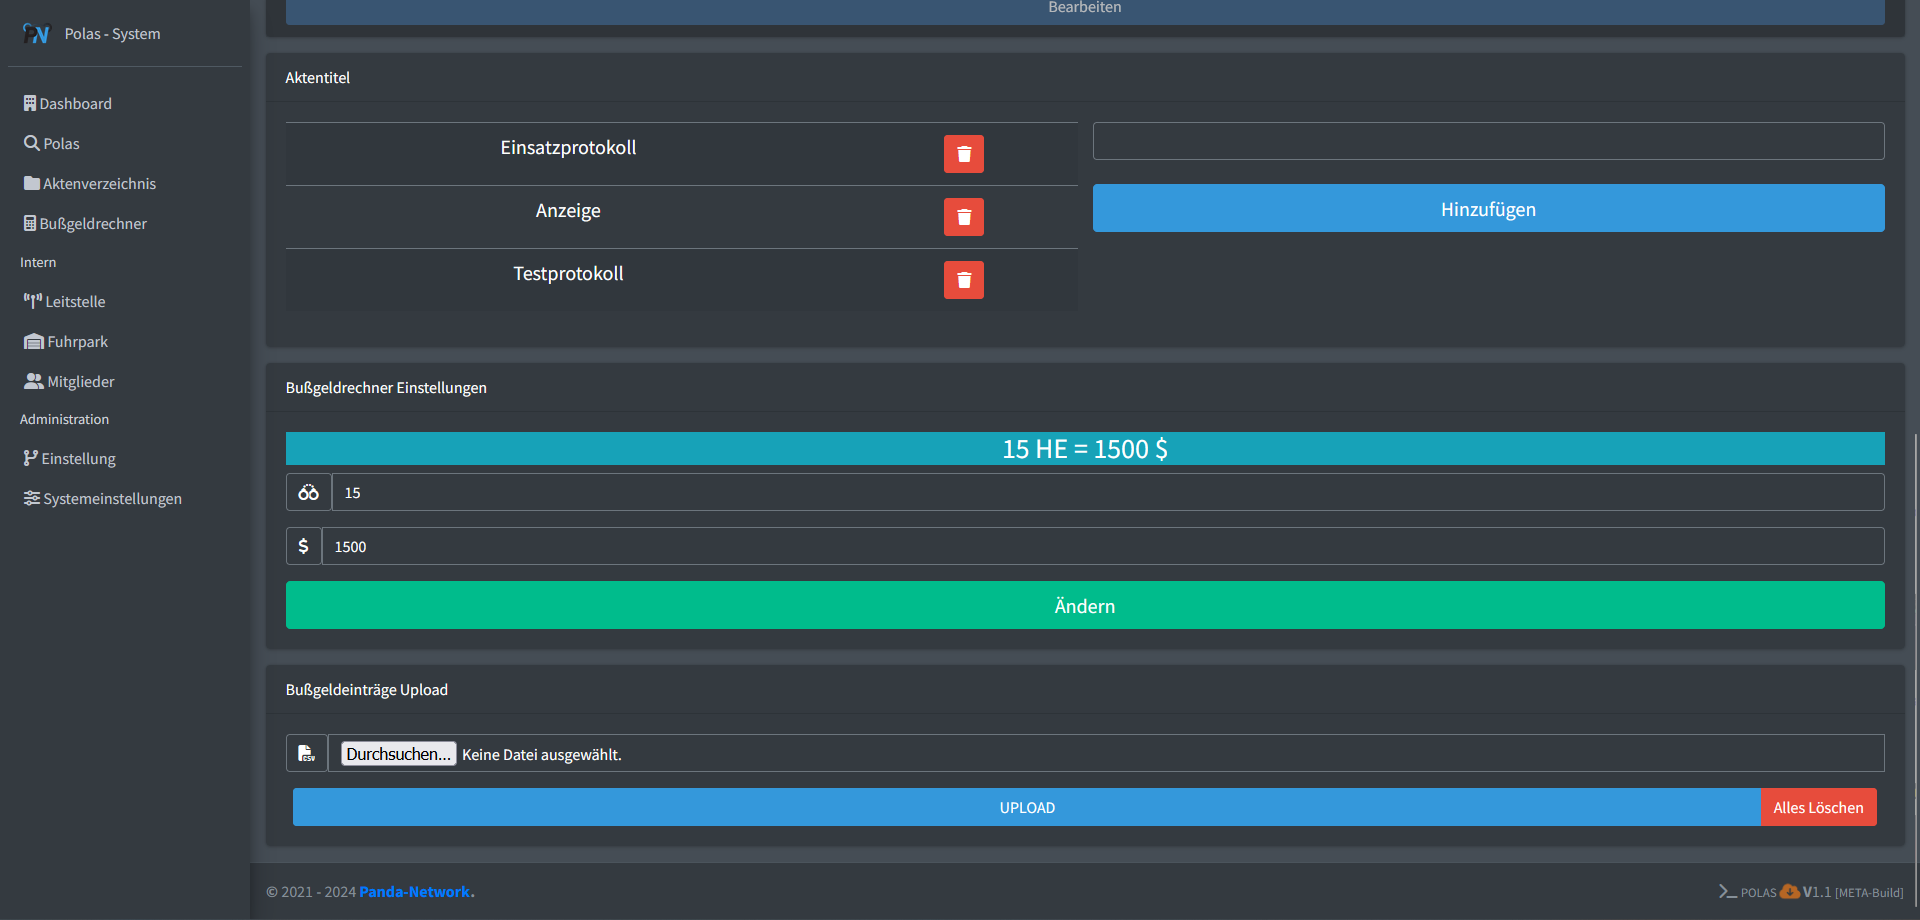 PN Polas - System
Dashboard
Polas
Aktenverzeichnis
Bußgeldrechner
Intern
Leitstelle
Fuhrpark
Mitglieder
Administration
Einstellung
Systemeinstellungen
Bearbeiten
Aktentitel
Einsatzprotokoll
Anzeige
Testprotokoll
Hinzufügen
Bußgeldrechner Einstellungen
15 HE = 1500 $
15
$ 1500
Ändern
Bußgeldeinträge Upload
CSV Durchsuchen... Keine Datei ausgewählt.
UPLOAD Alles Löschen
© 2021 - 2024 Panda-Network.
POLAS V1.1 [META-Build]